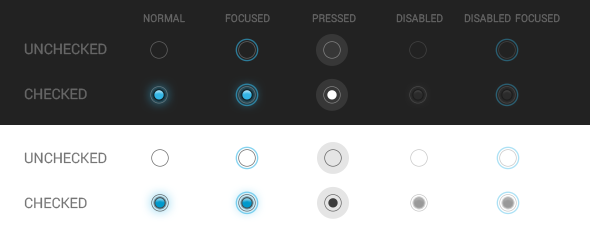 NORMAL FOCUSED PRESSED DISABLED DISABLED FOCUSED
UNCHECKED
CHECKED
UNCHECKED
CHECKED